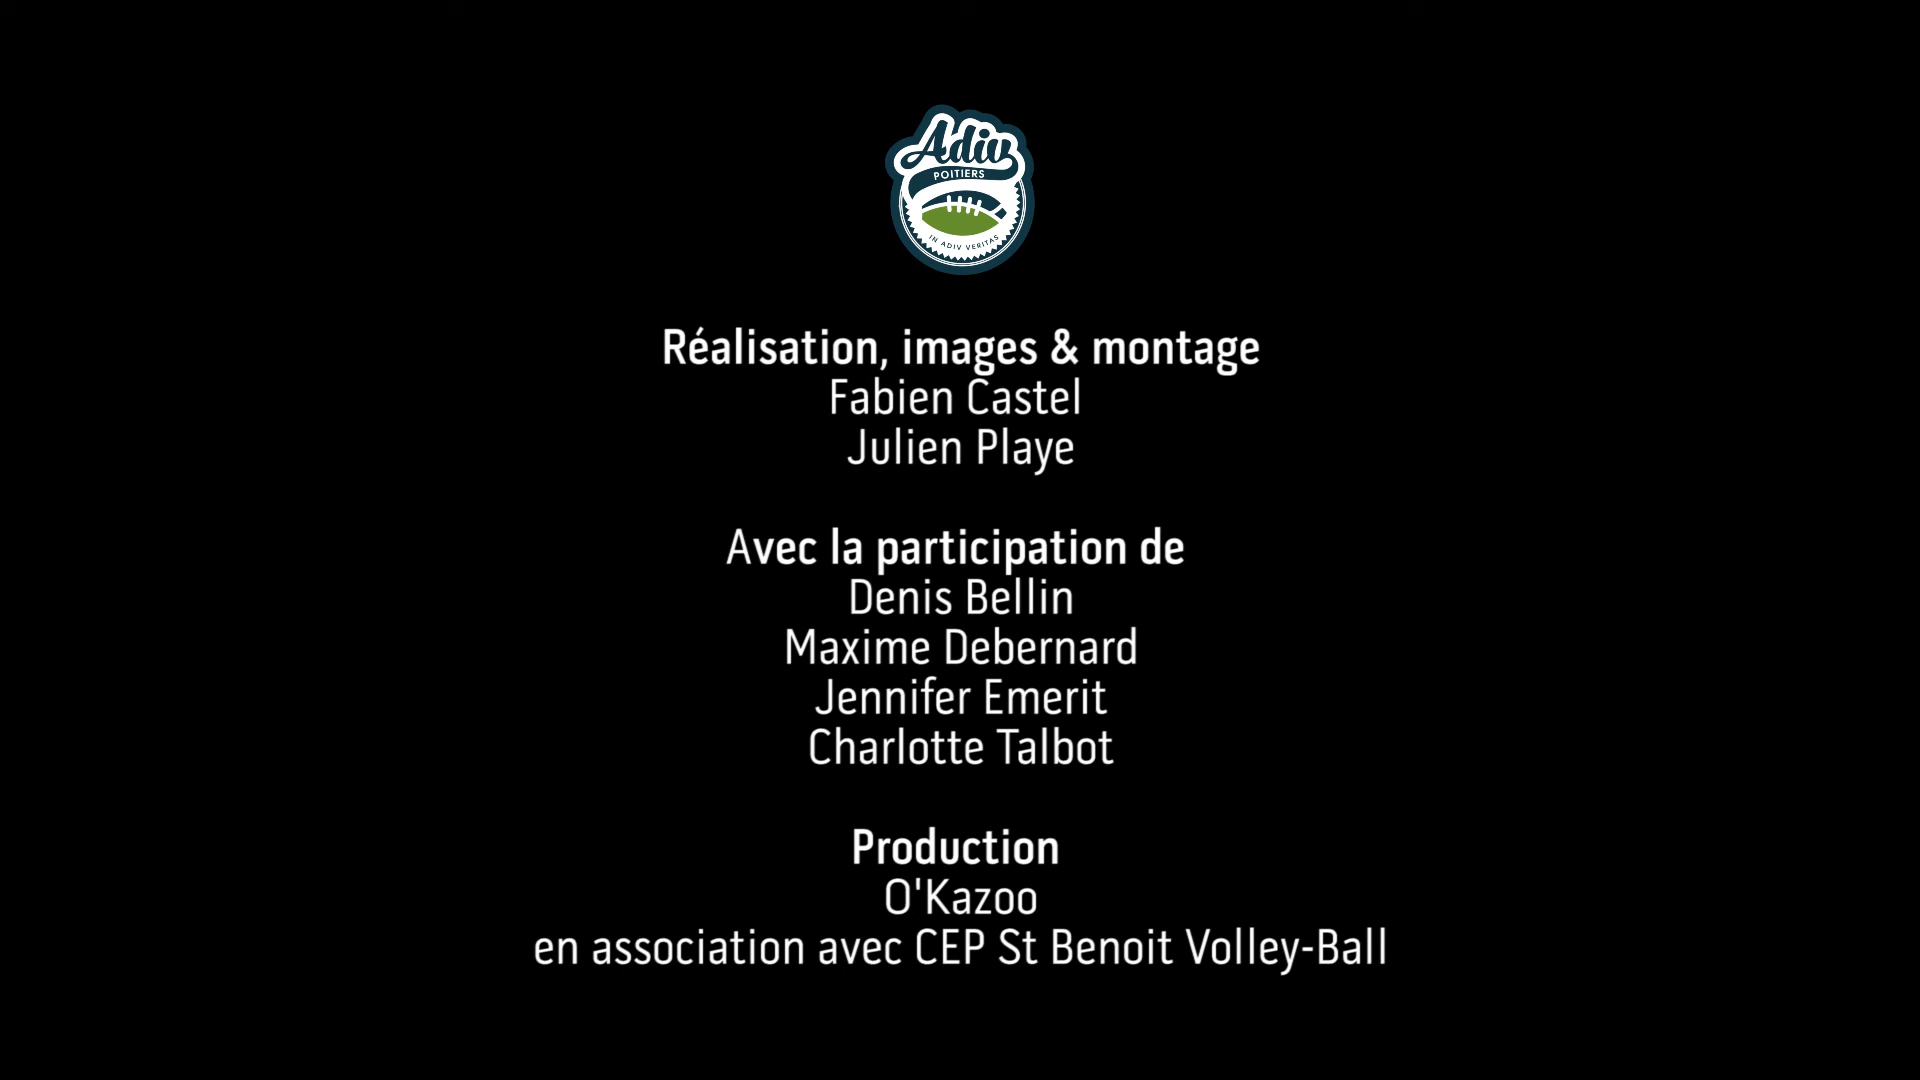 Adiv
POITIERS
IN ADIV VERITAS
Réalisation, images & montage
Fabien Castel
Julien Playe
Avec la participation de
Denis Bellin
Maxime Debernard
Jennifer Emerit
Charlotte Talbot
Production
O'Kazoo
en association avec CEP St Benoit Volley-Ball